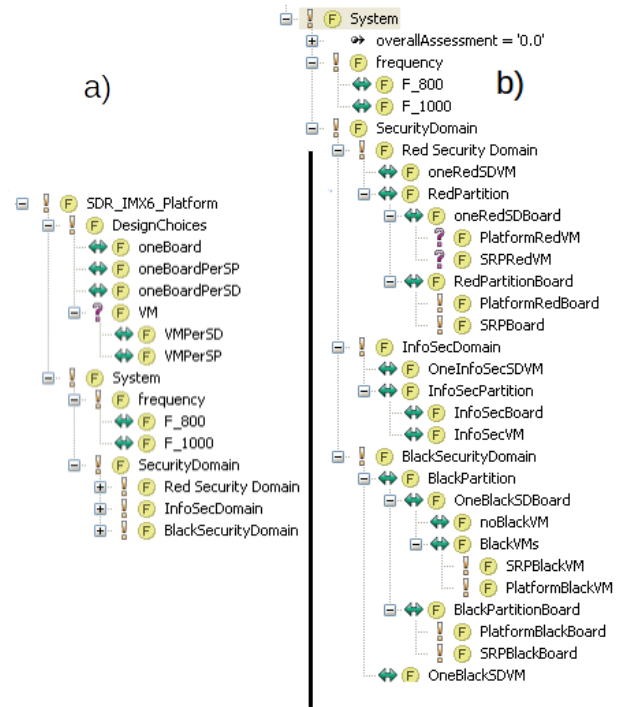 a)
SDR_IMX6_Platform
DesignChoices
oneBoard
oneBoardPerSP
oneBoardPerSD
VM
VMPerSD
VMPerSP
System
frequency
F_800
F_1000
SecurityDomain
Red Security Domain
InfoSecDomain
BlackSecurityDomain
b)
System
overallAssessment = '0.0'
frequency
F_800
F_1000
SecurityDomain
Red Security Domain
oneRedSDVM
RedPartition
oneRedSDBoard
PlatformRedVM
SRPRedVM
RedPartitionBoard
PlatformRedBoard
SRPBoard
InfoSecDomain
OneInfoSecSDVM
InfoSecPartition
InfoSecBoard
InfoSecVM
BlackSecurityDomain
BlackPartition
OneBlackSDBoard
noBlackVM
BlackVMs
SRPBlackVM
PlatformBlackVM
BlackPartitionBoard
PlatformBlackBoard
SRPBlackBoard
OneBlackSDVM